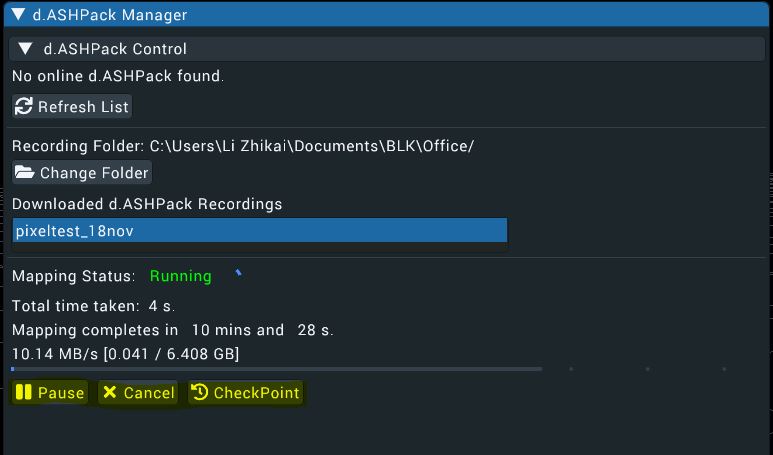 d.ASHPack Manager
d.ASHPack Control
No online d.ASHPack found.
Refresh List
Recording Folder: C:\Users\Li Zhikai\Documents\BLK\Office/
Change Folder
Downloaded d.ASHPack Recordings
pixeltest_18nov
Mapping Status: Running
Total time taken: 4 s.
Mapping completes in 10 mins and 28 s.
10.14 MB/s [0.041 / 6.408 GB]
Pause Cancel CheckPoint